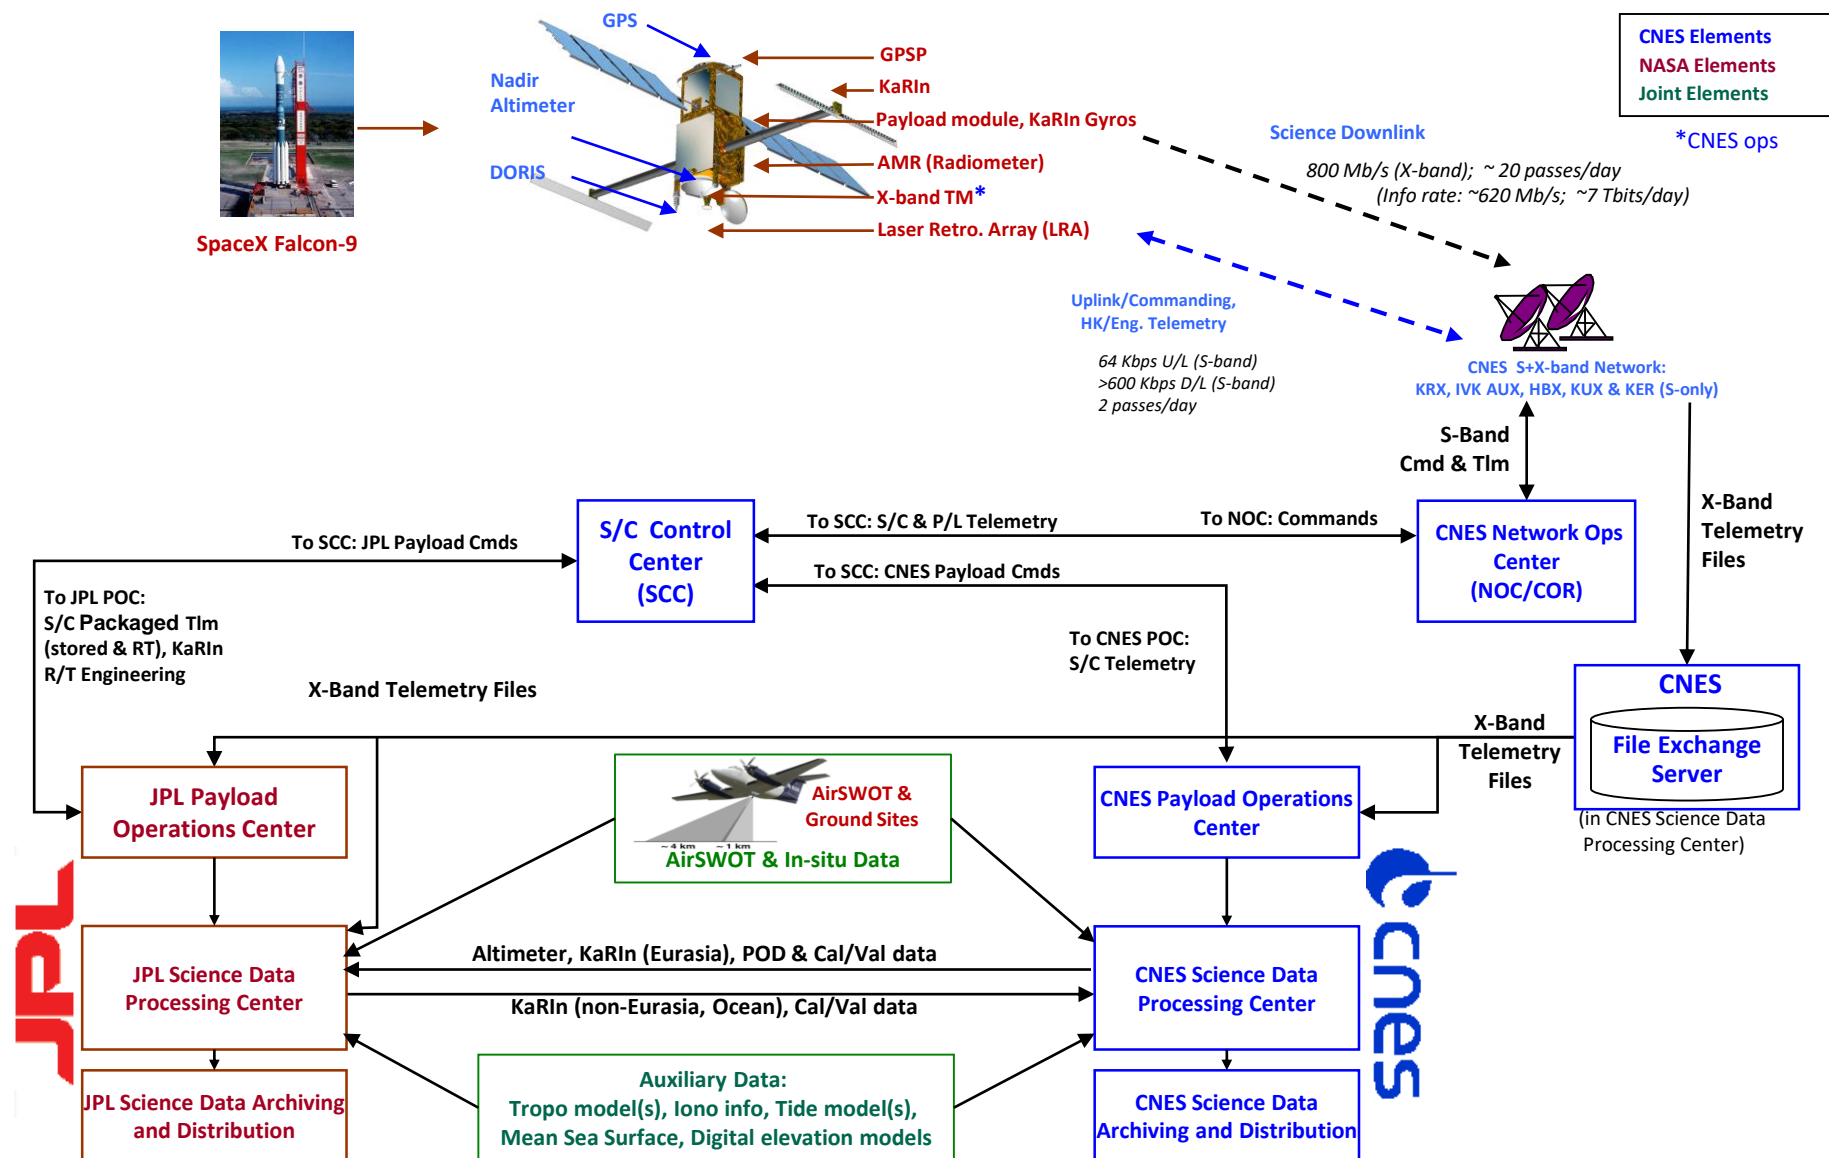 GPS
GPSP
KaRIn
Nadir
Altimeter
Payload module, KaRIn Gyros
AMR (Radiometer)
DORIS
X-band TM*
Laser Retro. Array (LRA)
SpaceX Falcon-9
CNES Elements
NASA Elements
Joint Elements
*CNES ops
Science Downlink
800 Mb/s (X-band); ~ 20 passes/day
(Info rate: ~620 Mb/s; ~7 Tbits/day)
Uplink/Commanding,
HK/Eng. Telemetry
64 Kbps U/L (S-band)
>600 Kbps D/L (S-band)
2 passes/day
CNES S+X-band Network:
KRX, IVK AUX, HBX, KUX & KER (S-only)
S-Band
Cmd & Tlm
X-Band
Telemetry
Files
To SCC: JPL Payload Cmds
S/C Control
Center
(SCC)
To SCC: S/C & P/L Telemetry
To NOC: Commands
To SCC: CNES Payload Cmds
CNES Network Ops
Center
(NOC/COR)
To JPL POC:
S/C Packaged Tlm
(stored & RT), KaRIn
R/T Engineering
To CNES POC:
S/C Telemetry
X-Band Telemetry Files
X-Band
Telemetry
Files
CNES
File Exchange
Server
(in CNES Science Data
Processing Center)
JPL Payload
Operations Center
AirSWOT &
Ground Sites
~ 4 km ~ 1 km
AirSWOT & In-situ Data
CNES Payload Operations
Center
JPL
cnes
JPL Science Data
Processing Center
Altimeter, KaRIn (Eurasia), POD & Cal/Val data
KaRIn (non-Eurasia, Ocean), Cal/Val data
CNES Science Data
Processing Center
JPL Science Data Archiving
and Distribution
Auxiliary Data:
Tropo model(s), Iono info, Tide model(s),
Mean Sea Surface, Digital elevation models
CNES Science Data
Archiving and Distribution